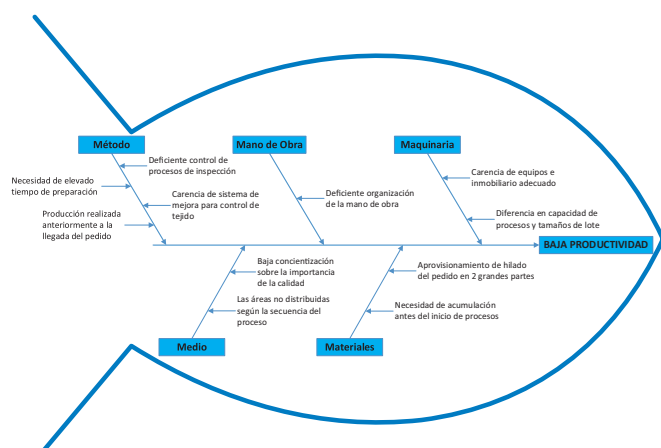 Método
Mano de Obra
Maquinaria
Deficiente control de
procesos de inspección
Necesidad de elevado
tiempo de preparación
Carencia de sistema de
mejora para control de
tejido
Producción realizada
anteriormente a la
llegada del pedido
Deficiente organización
de la mano de obra
Carencia de equipos e
inmobiliario adecuado
Diferencia en capacidad de
procesos y tamaños de lote
BAJA PRODUCTIVIDAD
Baja concientización
sobre la importancia
de la calidad
Las áreas no distribuidas
según la secuencia del
proceso
Aprovisionamiento de hilado
del pedido en 2 grandes partes
Necesidad de acumulación
antes del inicio de procesos
Medio
Materiales